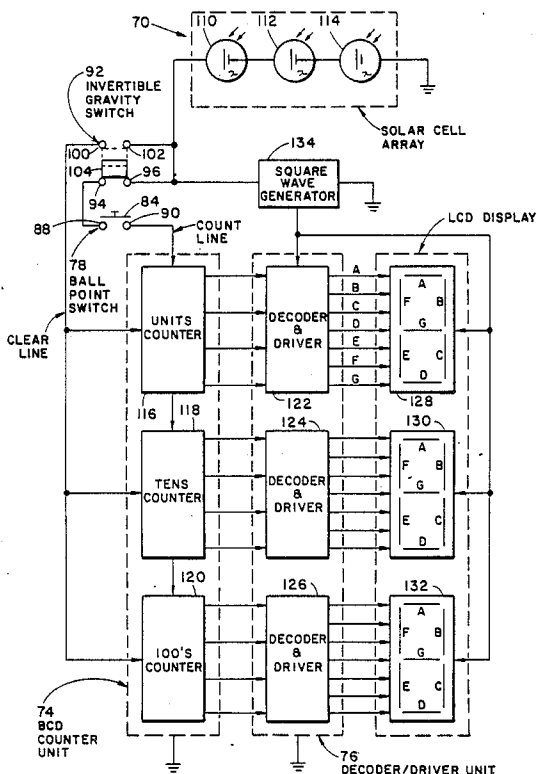 70
110
112
114
92
INVERTIBLE
GRAVITY
SWITCH
SOLAR CELL
ARRAY
100
102
104
94
96
134
SQUARE
WAVE
GENERATOR
84
88
90
78
BALL
POINT
SWITCH
COUNT
LINE
LCD DISPLAY
CLEAR
LINE
UNITS
COUNTER
DECODER
&
DRIVER
A
B
C
D
E
F
G
A
F B
G
E C
D
116
118
122
124
128
130
TENS
COUNTER
DECODER
&
DRIVER
A
F B
G
E C
D
120
126
132
100'S
COUNTER
DECODER
&
DRIVER
A
F B
G
E C
D
74
BCD
COUNTER
UNIT
76
DECODER/DRIVER UNIT